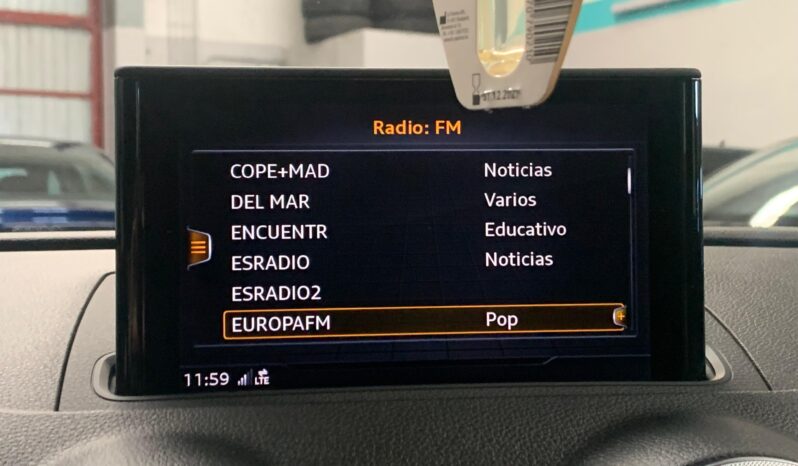 Radio: FM
COPE+MAD Noticias
DEL MAR Varios
ENCUENTR Educativo
ESRADIO Noticias
ESRADIO2
EUROPAFM Pop
11:59 LTE